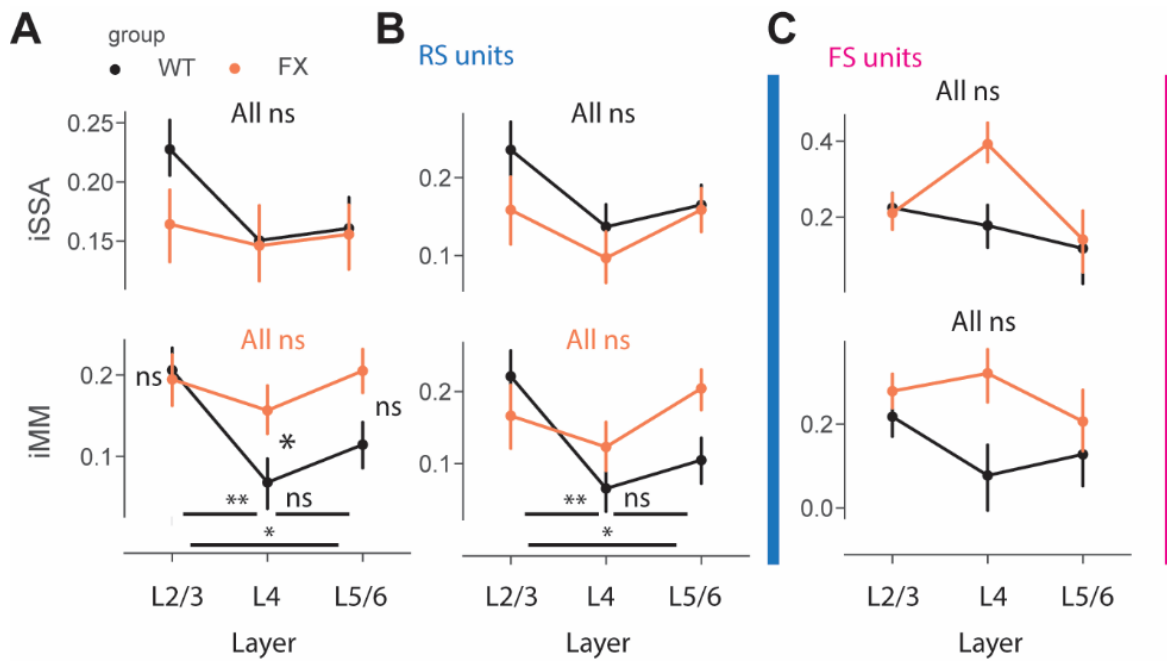 A
group
WT FX
All ns
iSSA
0.25
0.20
0.15
All ns
iMM
0.2
0.1
ns
*
ns
** ns
*
L2/3 L4 L5/6
Layer
B
RS units
All ns
0.2
0.1
All ns
0.2
0.1
** ns
*
L2/3 L4 L5/6
Layer
C
FS units
All ns
0.4
0.2
All ns
0.2
0.0
L2/3 L4 L5/6
Layer